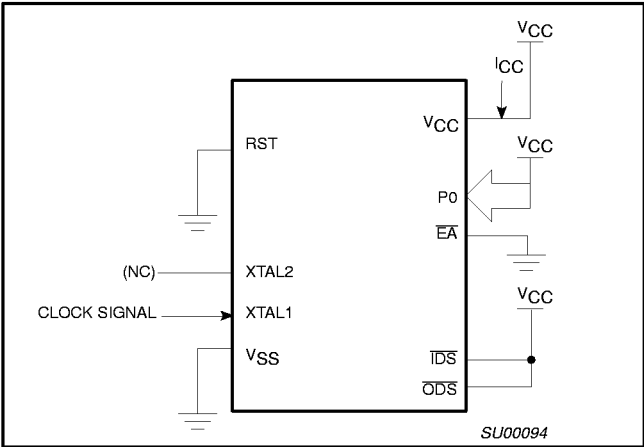 VCC
ICC
VCC
RST
VCC
P0
EA
(NC)
XTAL2
CLOCK SIGNAL
XTAL1
VCC
VSS
IDS
ODS
SU00094